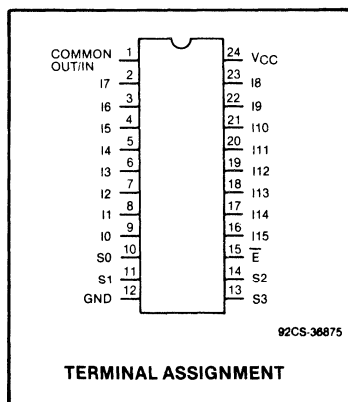 COMMON OUT/IN 1 24 VCC
I7 2 23 I8
I6 3 22 I9
I5 4 21 I10
I4 5 20 I11
I3 6 19 I12
I2 7 18 I13
I1 8 17 I14
I0 9 16 I15
S0 10 15 E̅
S1 11 14 S2
GND 12 13 S3
92CS-36875
TERMINAL ASSIGNMENT